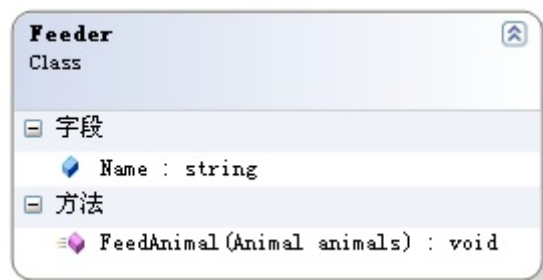 Feeder
Class
字段
Name : string
方法
FeedAnimal(Animal animals) : void